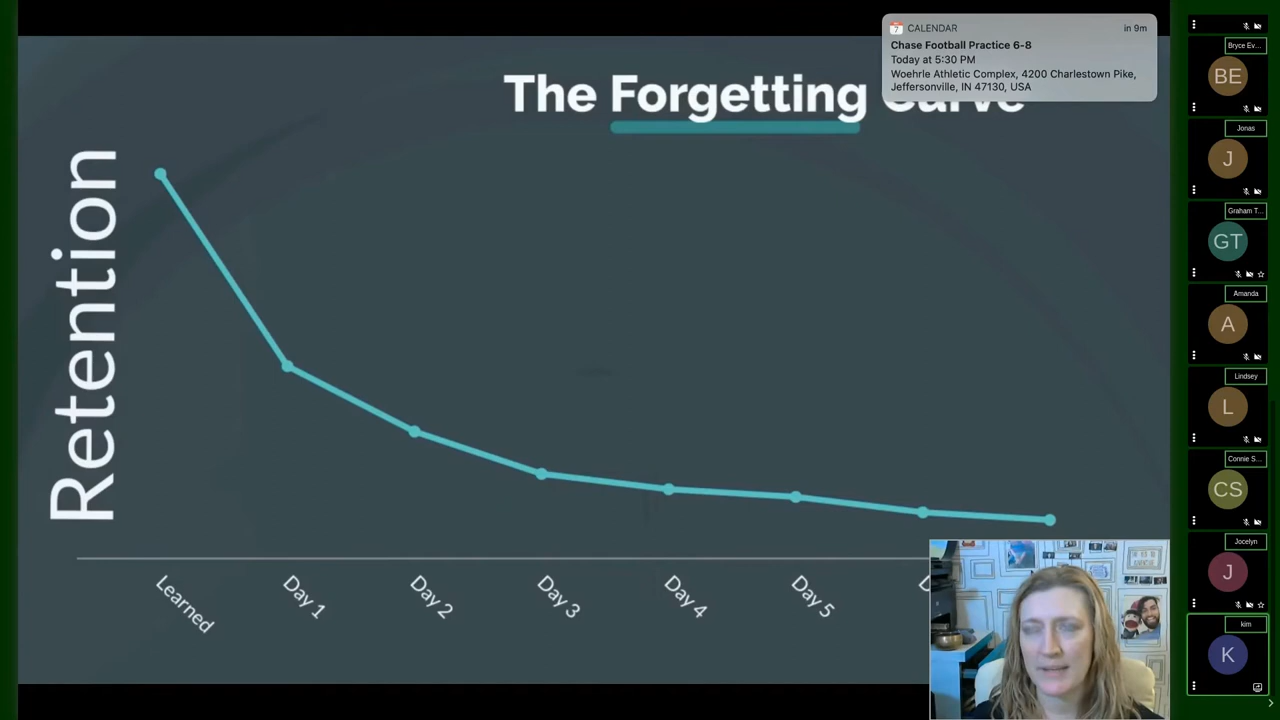 CALENDAR
in 9m
Chase Football Practice 6-8
Today at 5:30 PM
Woehrle Athletic Complex, 4200 Charlestown Pike,
Jeffersonville, IN 47130, USA
The Forgetting Curve
Retention
Learned
Day 1
Day 2
Day 3
Day 4
Day 5
Bryce Ev...
BE
Jonas
J
Graham T...
GT
Amanda
A
Lindsey
L
Connie S...
CS
Jocelyn
J
kim
K